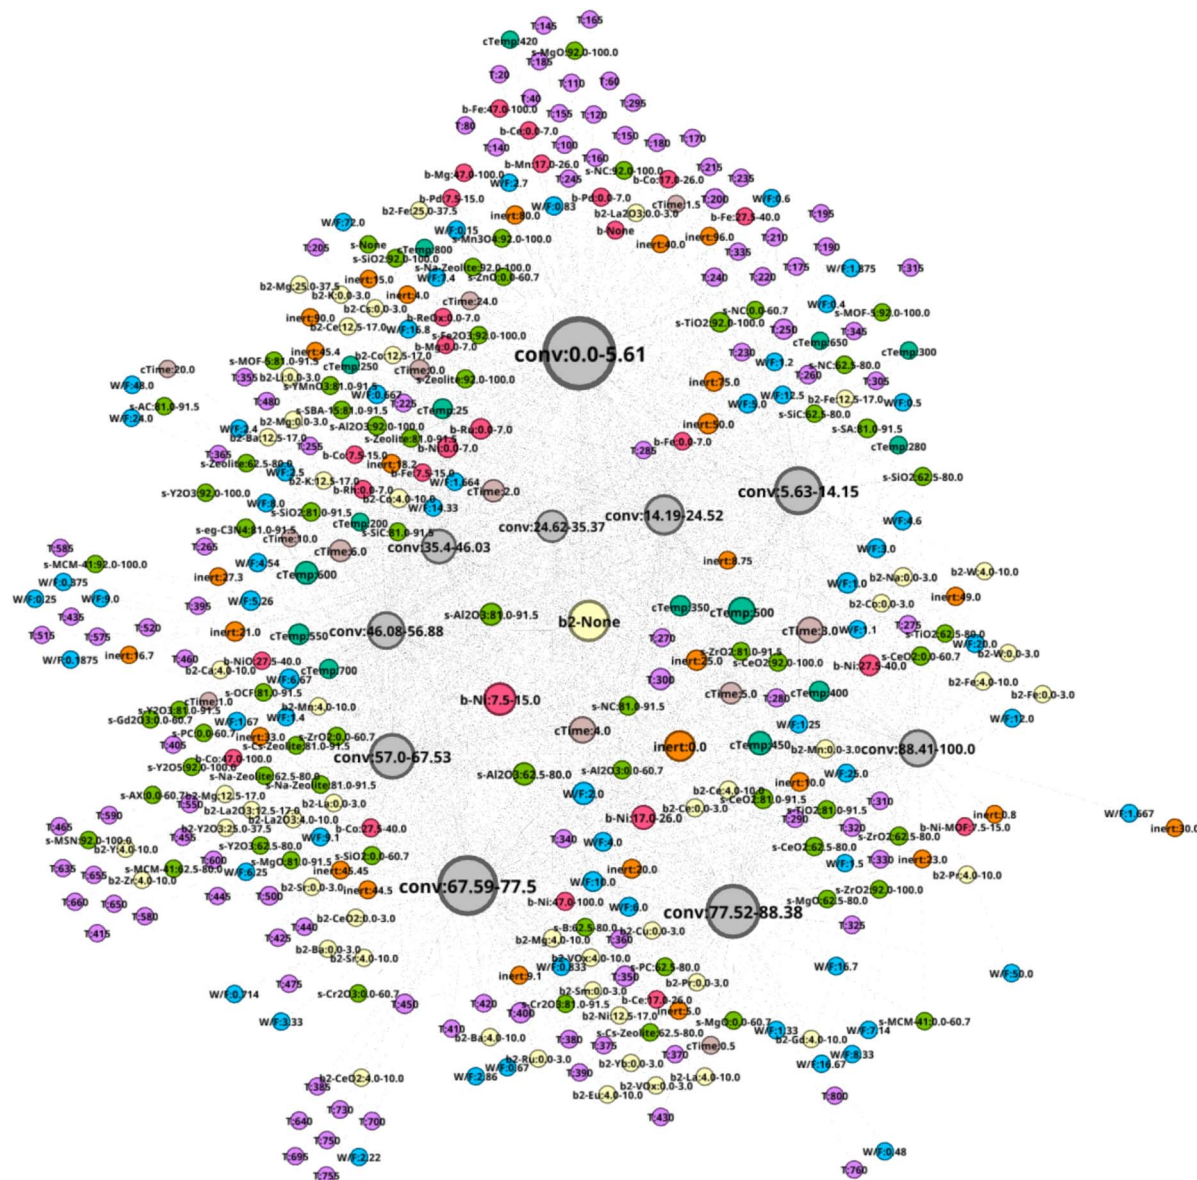 T:165
T:145
cTemp:420
s-MgO:92.0-100.0
T:185
T:20
T:110
T:60
T:40
T:295
b-Fe:47.0-100.0
T:155
T:120
T:80
b-Ce:0.0-7.0
T:150
T:180
T:170
T:140
T:100
T:160
b-Mn:17.0-26.0
s-NC:92.0-100.0
T:215
b-Mg:47.0-100.0
W/F:2.7
T:245
b-Co:17.0-26.0
T:235
b-Pd:7.5-15.0
b-Pd:0.0-7.0
T:200
W/F:0.6
b2-Fe:25.0-37.5
inert:80.0
W/F:0.83
b2-La2O3:0.0-3.0
cTime:1.5
b-Fe:27.5-40.0
T:195
W/F:72.0
W/F:0.15
b-None
inert:96.0
T:210
T:205
s-None
s-Mn3O4:92.0-100.0
inert:40.0
T:335
T:190
cTemp:800
s-SiO2:92.0-100.0
s-Na-Zeolite:92.0-100.0
T:175
W/F:1.875
T:315
b2-Mg:25.0-37.5
inert:15.0
W/F:7.4
s-ZnO:0.0-60.7
T:240
T:220
b2-K:0.0-3.0
inert:4.0
cTime:24.0
W/F:0.4
b2-Cs:0.0-3.0
s-NC:0.0-60.7
s-MOF-5:92.0-100.0
inert:90.0
b-ReOx:0.0-7.0
s-TiO2:92.0-100.0
b2-Ce:12.5-17.0
W/F:16.8
s-Fe2O3:92.0-100.0
T:250
T:345
b-Mg:0.0-7.0
cTemp:650
inert:45.4
b2-Co:12.5-17.0
conv:0.0-5.61
T:230
cTemp:300
s-MOF-5:81.0-91.5
cTemp:250
cTime:0.0
W/F:1.2
s-NC:62.5-80.0
cTime:20.0
T:355
b2-Li:0.0-3.0
s-Zeolite:92.0-100.0
inert:75.0
T:260
T:305
W/F:48.0
s-YMnO3:81.0-91.5
W/F:0.667
W/F:12.5
b2-Fe:12.5-17.0
s-AC:81.0-91.5
T:480
T:225
W/F:5.0
W/F:0.5
W/F:24.0
s-SBA-15:81.0-91.5
cTemp:25
s-SiC:62.5-80.0
b2-Mg:0.0-3.0
s-Al2O3:92.0-100.0
inert:50.0
s-SA:81.0-91.5
W/F:2.4
b-Ru:0.0-7.0
b2-Ba:12.5-17.0
s-Zeolite:81.0-91.5
b-Fe:0.0-7.0
cTemp:280
T:365
T:255
b-Ni:0.0-7.0
T:285
b-Co:7.5-15.0
s-Zeolite:62.5-80.0
inert:18.2
W/F:2.5
b-Fe:7.5-15.0
s-SiO2:62.5-80.0
b2-K:12.5-17.0
W/F:1.664
s-Y2O3:92.0-100.0
b-Rh:0.0-7.0
cTime:2.0
conv:5.63-14.15
b2-Co:4.0-10.0
W/F:8.0
W/F:14.33
s-SiO2:81.0-91.5
conv:14.19-24.52
W/F:4.6
cTemp:200
conv:24.62-35.37
s-eg-C3N4:81.0-91.5
s-SiC:81.0-91.5
cTime:10.0
T:585
T:265
cTime:6.0
conv:35.4-46.03
W/F:3.0
s-MCM-41:92.0-100.0
W/F:4.54
inert:8.75
b2-W:4.0-10.0
W/F:0.375
inert:27.3
cTemp:600
W/F:1.0
b2-Na:0.0-3.0
W/F:0.25
W/F:9.0
W/F:5.26
inert:49.0
T:395
cTemp:350
cTemp:500
b2-Co:0.0-3.0
T:435
s-Al2O3:81.0-91.5
b2-None
T:515
T:575
T:520
inert:21.0
cTemp:550
conv:46.08-56.88
T:270
cTime:3.0
W/F:1.1
T:275
s-TiO2:62.5-80.0
W/F:20.0
W/F:0.1875
inert:16.7
T:460
b-NiO:27.5-40.0
inert:25.0
s-ZrO2:81.0-91.5
s-CeO2:92.0-100.0
s-CeO2:0.0-60.7
b2-W:0.0-3.0
b2-Ca:4.0-10.0
cTemp:700
b-Ni:27.5-40.0
W/F:6.67
T:300
b2-Fe:4.0-10.0
s-OCF:81.0-91.5
cTime:5.0
cTemp:400
b2-Fe:0.0-3.0
cTime:1.0
b-Ni:7.5-15.0
T:280
s-Y2O3:81.0-91.5
b2-Mn:4.0-10.0
s-NC:81.0-91.5
s-Gd2O3:0.0-60.7
W/F:1.67
W/F:1.4
W/F:1.25
W/F:12.0
s-PC:0.0-60.7
inert:33.0
s-ZrO2:0.0-60.7
cTime:4.0
T:405
s-Cs-Zeolite:81.0-91.5
inert:0.0
cTemp:450
b2-Mn:0.0-3.0
conv:88.41-100.0
b-Co:47.0-100.0
conv:57.0-67.53
s-Y2O5:92.0-100.0
s-Na-Zeolite:62.5-80.0
s-Al2O3:62.5-80.0
s-Al2O3:0.0-60.7
W/F:25.0
s-Na-Zeolite:81.0-91.5
inert:10.0
s-AX:0.0-60.7
b2-Mg:12.5-17.0
W/F:2.0
b2-Ce:4.0-10.0
T:550
b2-La:0.0-3.0
b2-Ce:0.0-3.0
s-CeO2:81.0-91.5
T:310
T:590
b2-La2O3:12.5-17.0
s-TiO2:81.0-91.5
W/F:1.667
inert:0.8
b2-La2O3:4.0-10.0
b-Ni:17.0-26.0
T:290
T:465
b2-Y2O3:25.0-37.5
b-Co:27.5-40.0
T:320
b-Ni-MOF:7.5-15.0
inert:30.0
s-MSN:92.0-100.0
T:455
W/F:9.1
T:340
W/F:4.0
s-ZrO2:62.5-80.0
b2-Y:4.0-10.0
s-Y2O3:62.5-80.0
s-CeO2:62.5-80.0
T:600
s-SiO2:0.0-60.7
T:330
inert:23.0
T:635
s-MCM-41:62.5-80.0
s-MgO:81.0-91.5
W/F:1.5
T:655
W/F:6.25
inert:45.45
inert:20.0
b2-Pr:4.0-10.0
b2-Zr:4.0-10.0
b2-Sr:0.0-3.0
inert:44.5
conv:67.59-77.5
W/F:10.0
s-ZrO2:92.0-100.0
T:445
T:500
s-MgO:62.5-80.0
T:660
T:650
b-Ni:47.0-100.0
W/F:6.0
conv:77.52-88.38
T:580
b2-CeO2:0.0-3.0
T:440
s-B:62.5-80.0
T:325
T:415
T:425
b2-Mg:4.0-10.0
T:360
b2-Cu:0.0-3.0
b2-Ba:0.0-3.0
b2-VOx:4.0-10.0
b2-Sr:4.0-10.0
W/F:0.833
s-PC:62.5-80.0
W/F:16.7
inert:9.1
T:350
W/F:50.0
T:475
b2-Sm:0.0-3.0
b2-Pr:0.0-3.0
W/F:0.714
s-Cr2O3:0.0-60.7
T:450
T:420
s-Cr2O3:81.0-91.5
b-Ce:17.0-26.0
T:400
inert:5.0
W/F:3.33
b2-Ni:12.5-17.0
s-MgO:0.0-60.7
s-MCM-41:0.0-60.7
T:410
s-Cs-Zeolite:62.5-80.0
W/F:1.33
W/F:7.14
b2-Ba:4.0-10.0
T:380
T:375
cTime:0.5
b2-Gd:4.0-10.0
b2-Ru:0.0-3.0
T:370
W/F:8.33
W/F:0.67
b2-Yb:0.0-3.0
W/F:16.67
b2-CeO2:4.0-10.0
W/F:2.86
T:390
b2-La:4.0-10.0
T:385
b2-VOx:0.0-3.0
b2-Eu:4.0-10.0
T:800
T:730
T:430
T:640
T:700
T:750
W/F:0.48
T:695
W/F:2.22
T:760
T:755